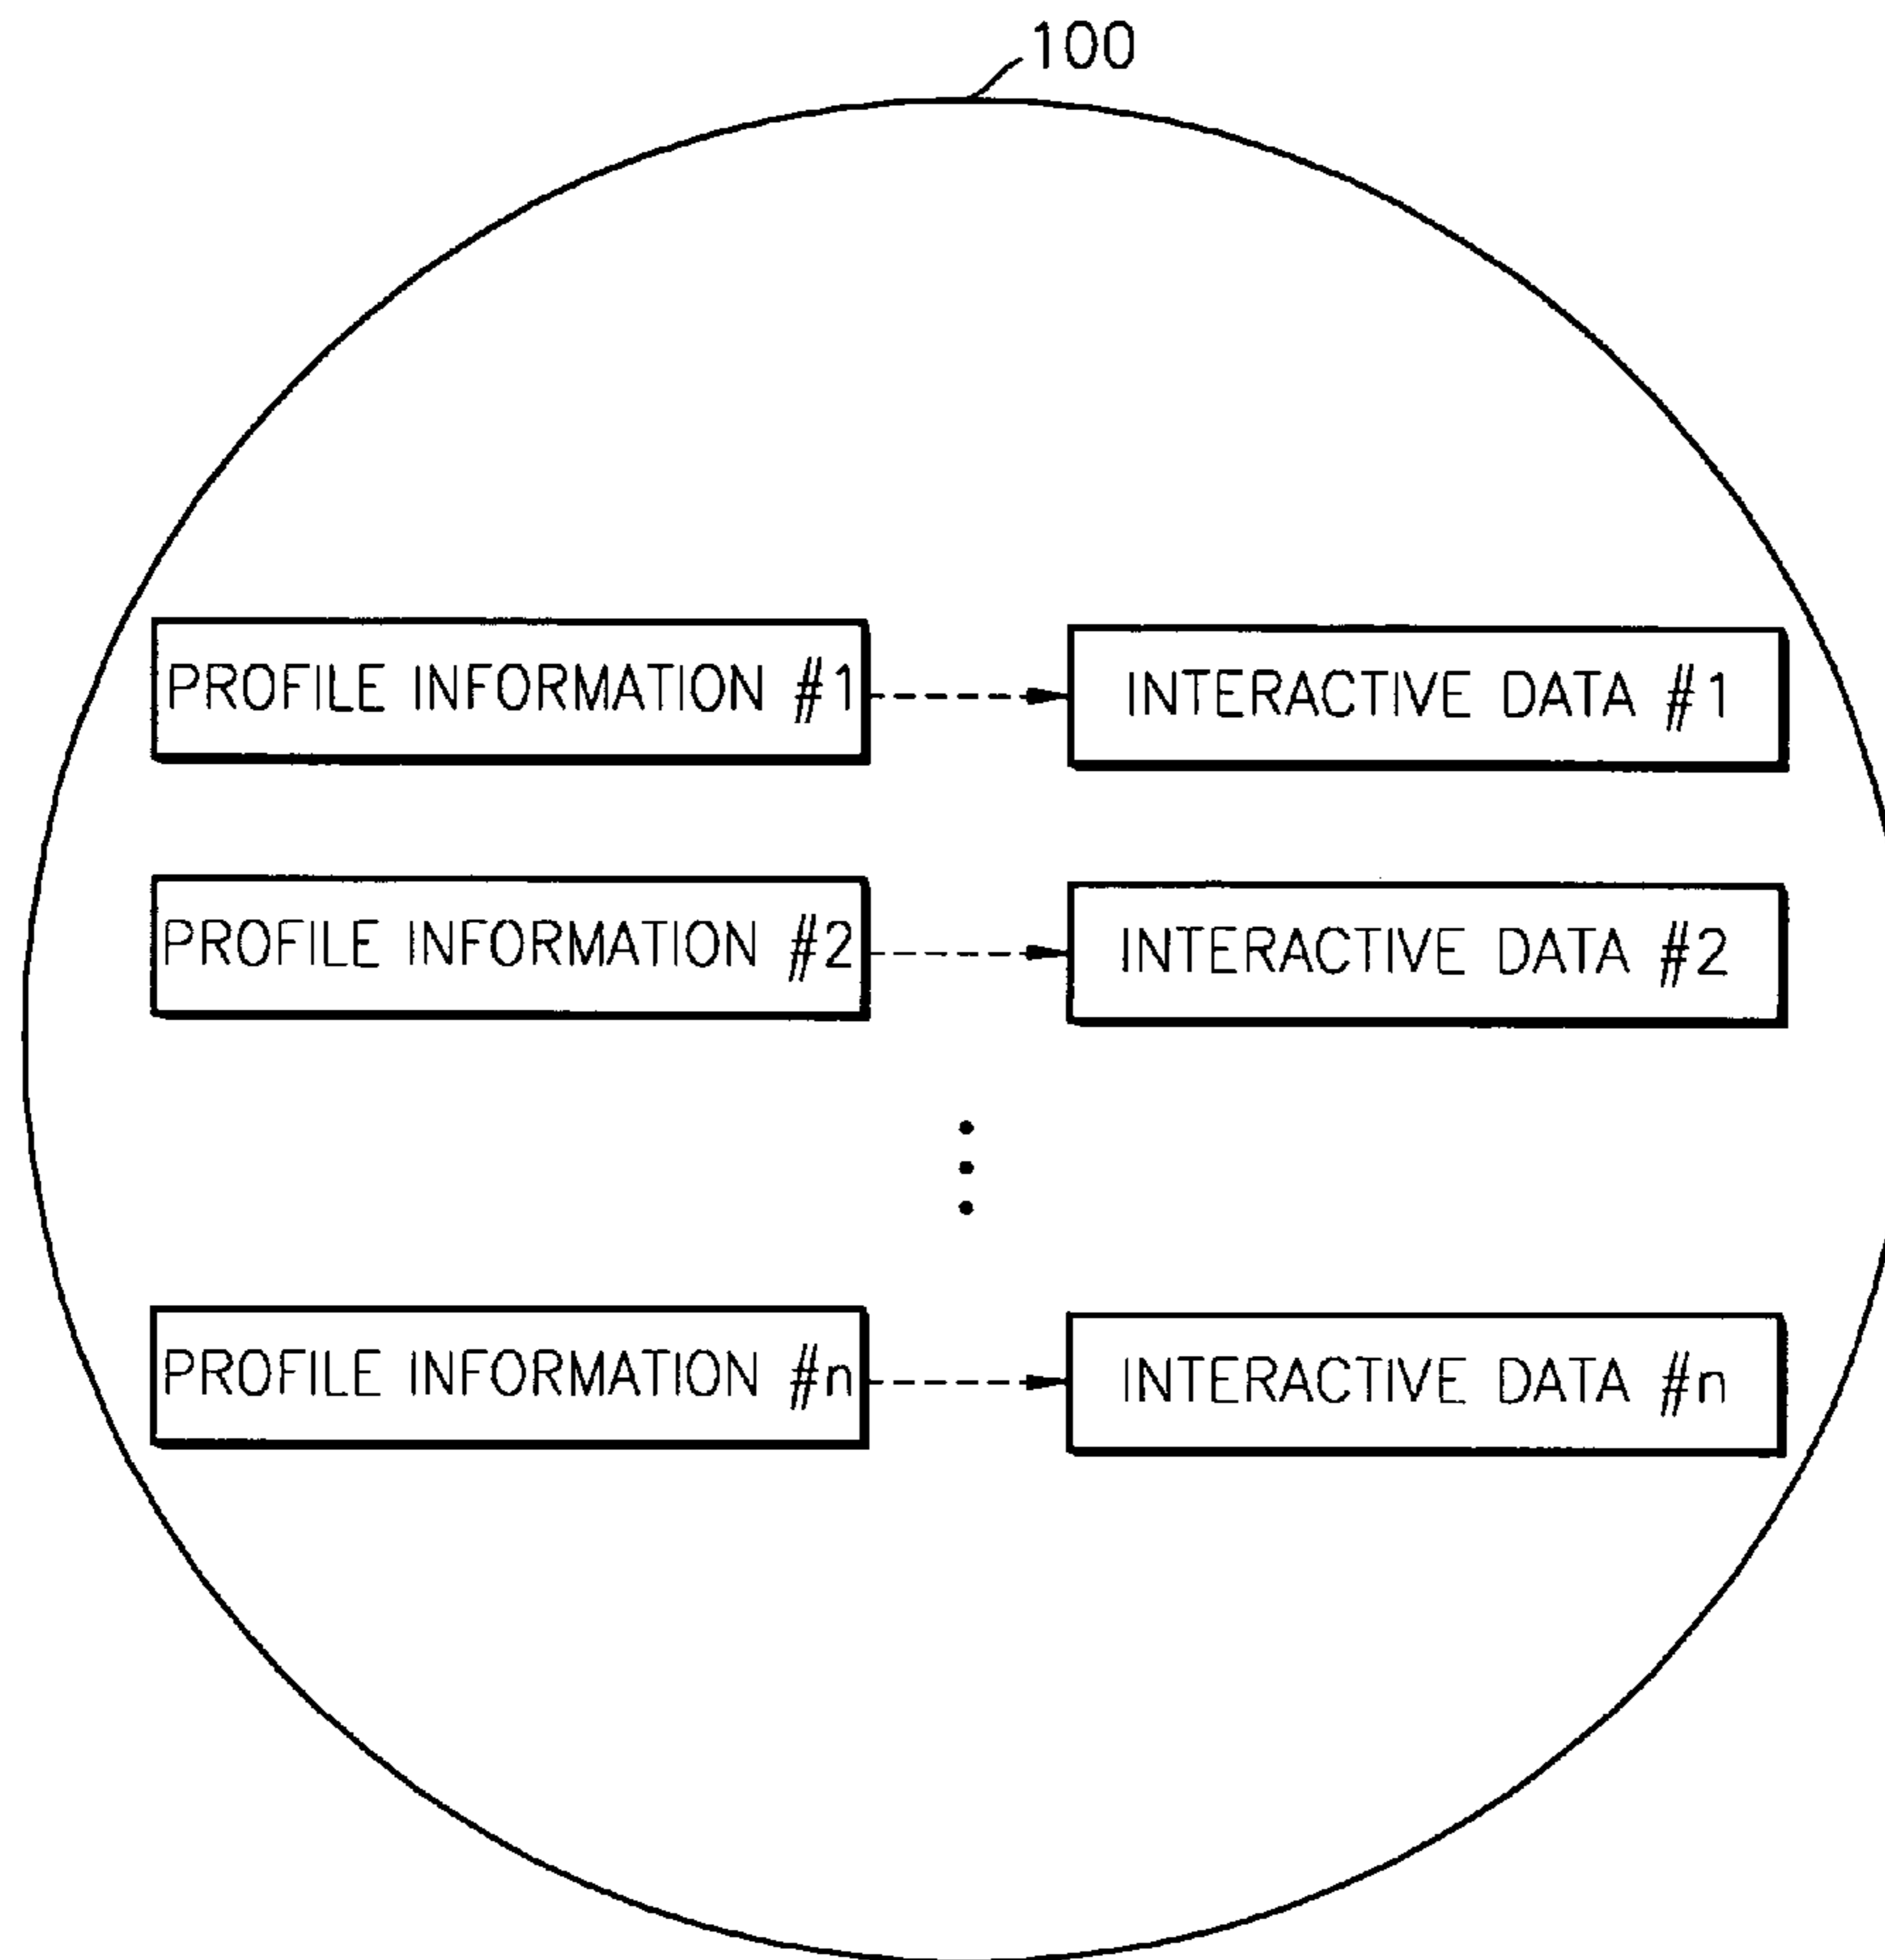 100
PROFILE INFORMATION #1
INTERACTIVE DATA #1
PROFILE INFORMATION #2
INTERACTIVE DATA #2
PROFILE INFORMATION #n
INTERACTIVE DATA #n